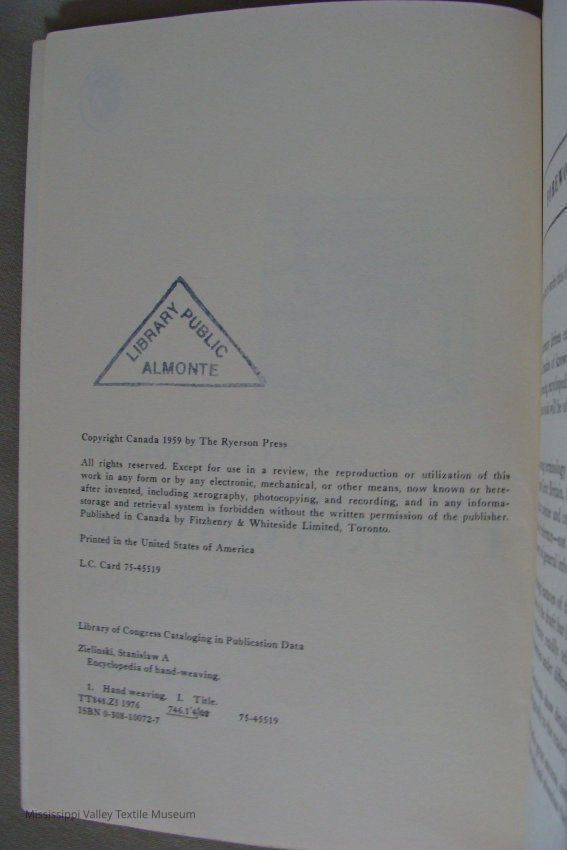 LIBRARY PUBLIC
ALMONTE
Copyright Canada 1959 by The Ryerson Press
All rights reserved. Except for use in a review, the reproduction or utilization of this
work in any form or by any electronic, mechanical, or other means, now known or here-
after invented, including xerography, photocopying, and recording, and in any informa-
storage and retrieval system is forbidden without the written permission of the publisher.
Published in Canada by Fitzhenry & Whiteside Limited, Toronto.
Printed in the United States of America
L.C. Card 75-45519
Library of Congress Cataloging in Publication Data
Zielinski, Stanislaw A
Encyclopedia of hand-weaving.
1. Hand weaving. I. Title.
TT848.Z5 1976 75-45519
ISBN 0-308-10072-7
Mississippi Valley Textile Museum